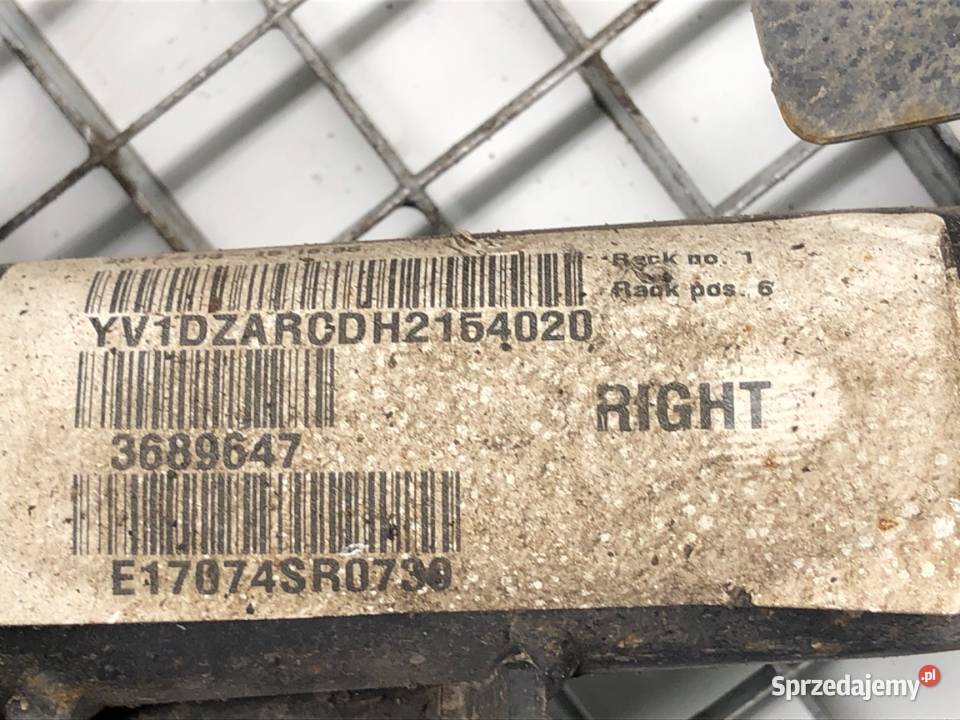 Rack no. 1
Rack pos. 6
YV1DZARCDH2154020
RIGHT
3689647
E17074SR0730
Sprzedajemy.pl